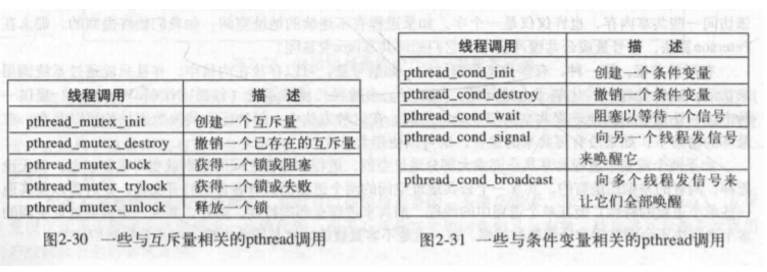 线程调用 描 述
pthread_mutex_init 创建一个互斥量
pthread_mutex_destroy 撤销一个已存在的互斥量
pthread_mutex_lock 获得一个锁或阻塞
pthread_mutex_trylock 获得一个锁或失败
pthread_mutex_unlock 释放一个锁
图2-30 一些与互斥量相关的pthread调用
线程调用 描 述
pthread_cond_init 创建一个条件变量
pthread_cond_destroy 撤销一个条件变量
pthread_cond_wait 阻塞以等待一个信号
pthread_cond_signal 向另一个线程发信号
来唤醒它
pthread_cond_broadcast 向多个线程发信号来
让它们全部唤醒
图2-31 一些与条件变量相关的pthread调用